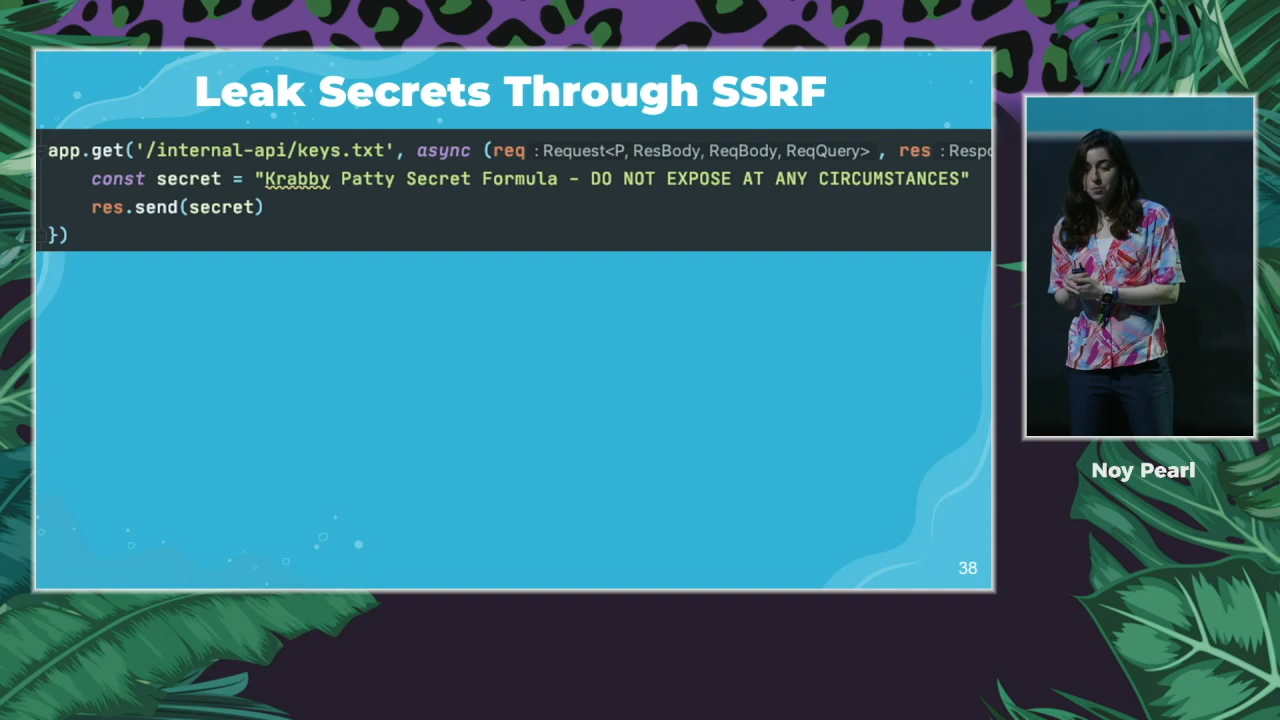 Leak Secrets Through SSRF
app.get('/internal-api/keys.txt', async (req : Request<P, ResBody, ReqBody, ReqQuery> , res : Respo
const secret = "Krabby Patty Secret Formula - DO NOT EXPOSE AT ANY CIRCUMSTANCES"
res.send(secret)
})
38
Noy Pearl